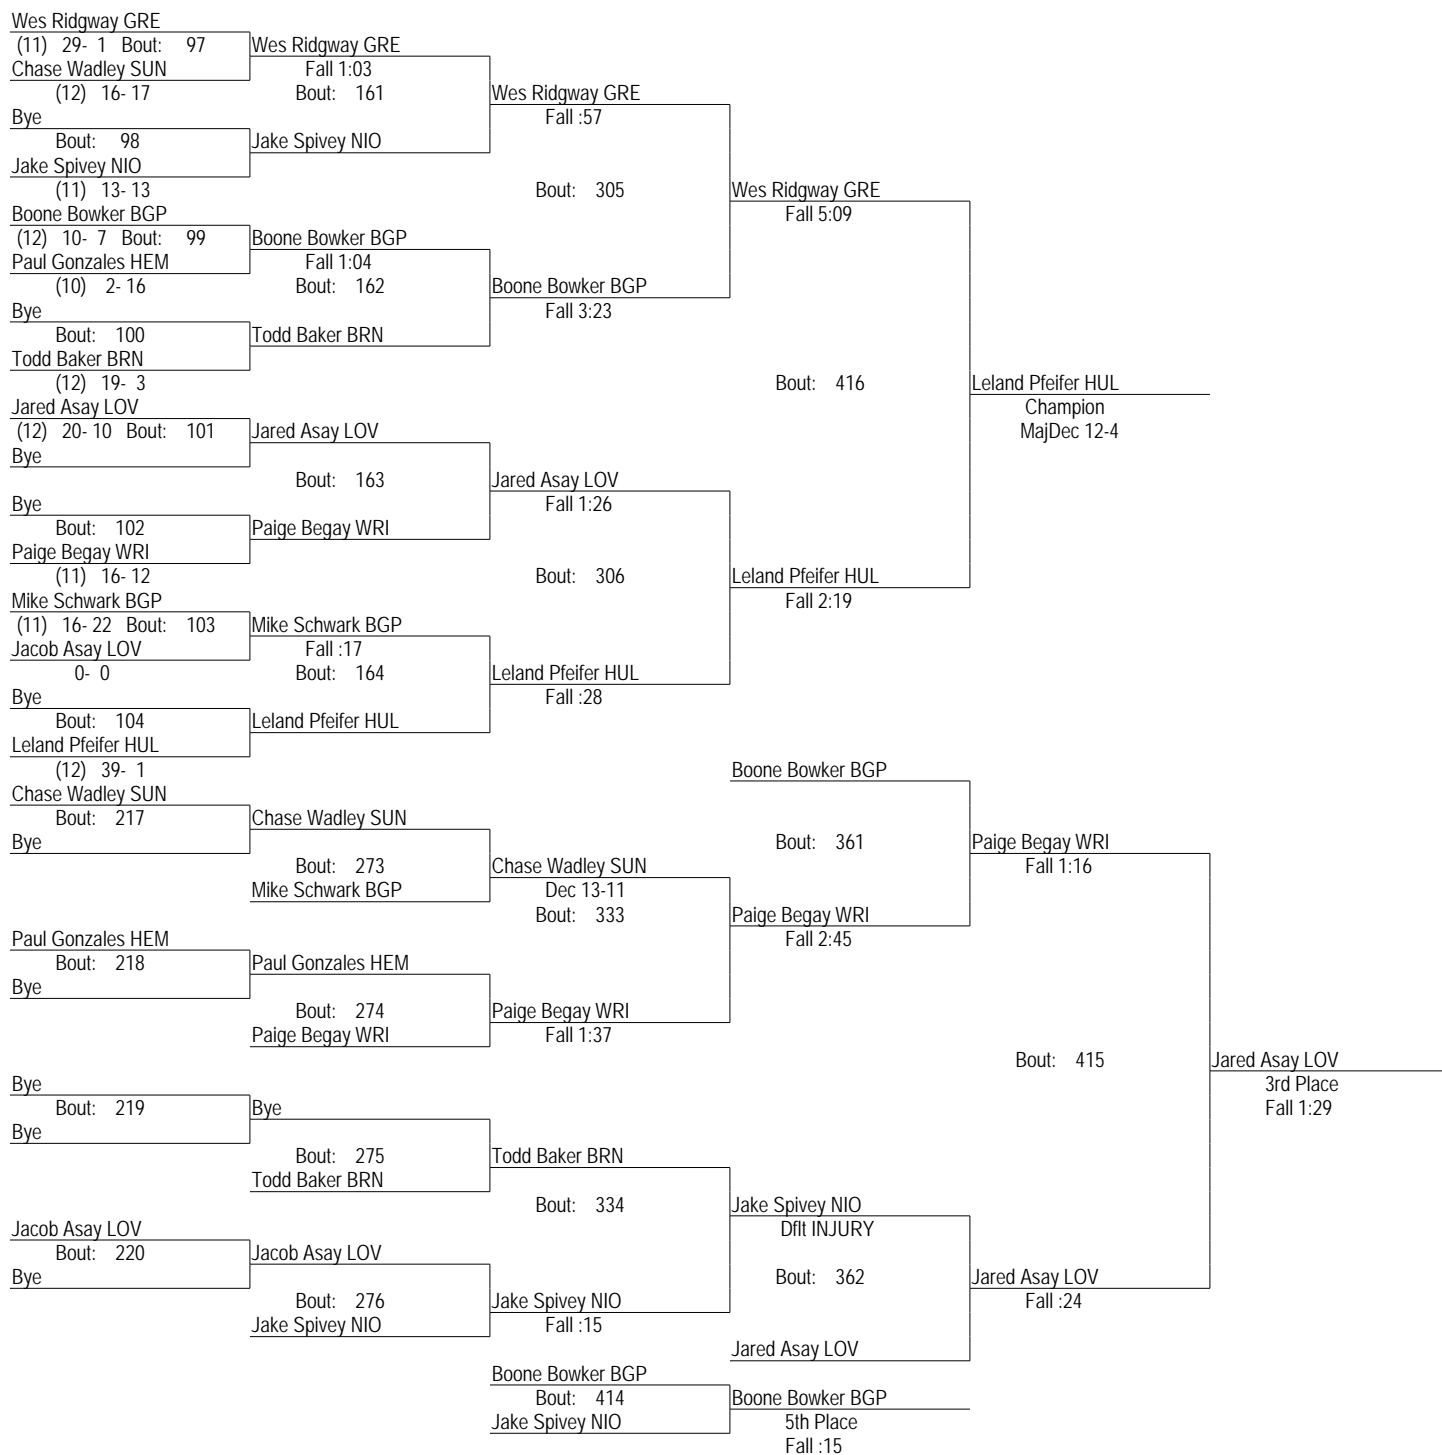 Wes Ridgway GRE
(11) 29- 1 Bout: 97
Wes Ridgway GRE
Chase Wadley SUN
Fall 1:03
(12) 16- 17
Bout: 161
Wes Ridgway GRE
Bye
Fall :57
Bout: 98
Jake Spivey NIO
Jake Spivey NIO
(11) 13- 13
Bout: 305
Wes Ridgway GRE
Boone Bowker BGP
Fall 5:09
(12) 10- 7 Bout: 99
Boone Bowker BGP
Paul Gonzales HEM
Fall 1:04
(10) 2- 16
Bout: 162
Boone Bowker BGP
Bye
Fall 3:23
Bout: 100
Todd Baker BRN
Todd Baker BRN
(12) 19- 3
Bout: 416
Leland Pfeifer HUL
Jared Asay LOV
Champion
(12) 20- 10 Bout: 101
Jared Asay LOV
MajDec 12-4
Bye
Bout: 163
Jared Asay LOV
Bye
Fall 1:26
Bout: 102
Paige Begay WRI
Paige Begay WRI
(11) 16- 12
Bout: 306
Leland Pfeifer HUL
Mike Schwark BGP
Fall 2:19
(11) 16- 22 Bout: 103
Mike Schwark BGP
Jacob Asay LOV
Fall :17
0- 0
Bout: 164
Leland Pfeifer HUL
Bye
Fall :28
Bout: 104
Leland Pfeifer HUL
Leland Pfeifer HUL
(12) 39- 1
Boone Bowker BGP
Chase Wadley SUN
Bout: 217
Chase Wadley SUN
Bye
Bout: 361
Paige Begay WRI
Bout: 273
Chase Wadley SUN
Fall 1:16
Mike Schwark BGP
Dec 13-11
Bout: 333
Paige Begay WRI
Paul Gonzales HEM
Fall 2:45
Bout: 218
Paul Gonzales HEM
Bye
Bout: 274
Paige Begay WRI
Paige Begay WRI
Fall 1:37
Bout: 415
Jared Asay LOV
Bye
3rd Place
Bout: 219
Bye
Fall 1:29
Bye
Bout: 275
Todd Baker BRN
Todd Baker BRN
Bout: 334
Jake Spivey NIO
Jacob Asay LOV
Dflt INJURY
Bout: 220
Jacob Asay LOV
Bye
Bout: 362
Jared Asay LOV
Bout: 276
Jake Spivey NIO
Fall :24
Jake Spivey NIO
Fall :15
Jared Asay LOV
Boone Bowker BGP
Bout: 414
Boone Bowker BGP
Jake Spivey NIO
5th Place
Fall :15